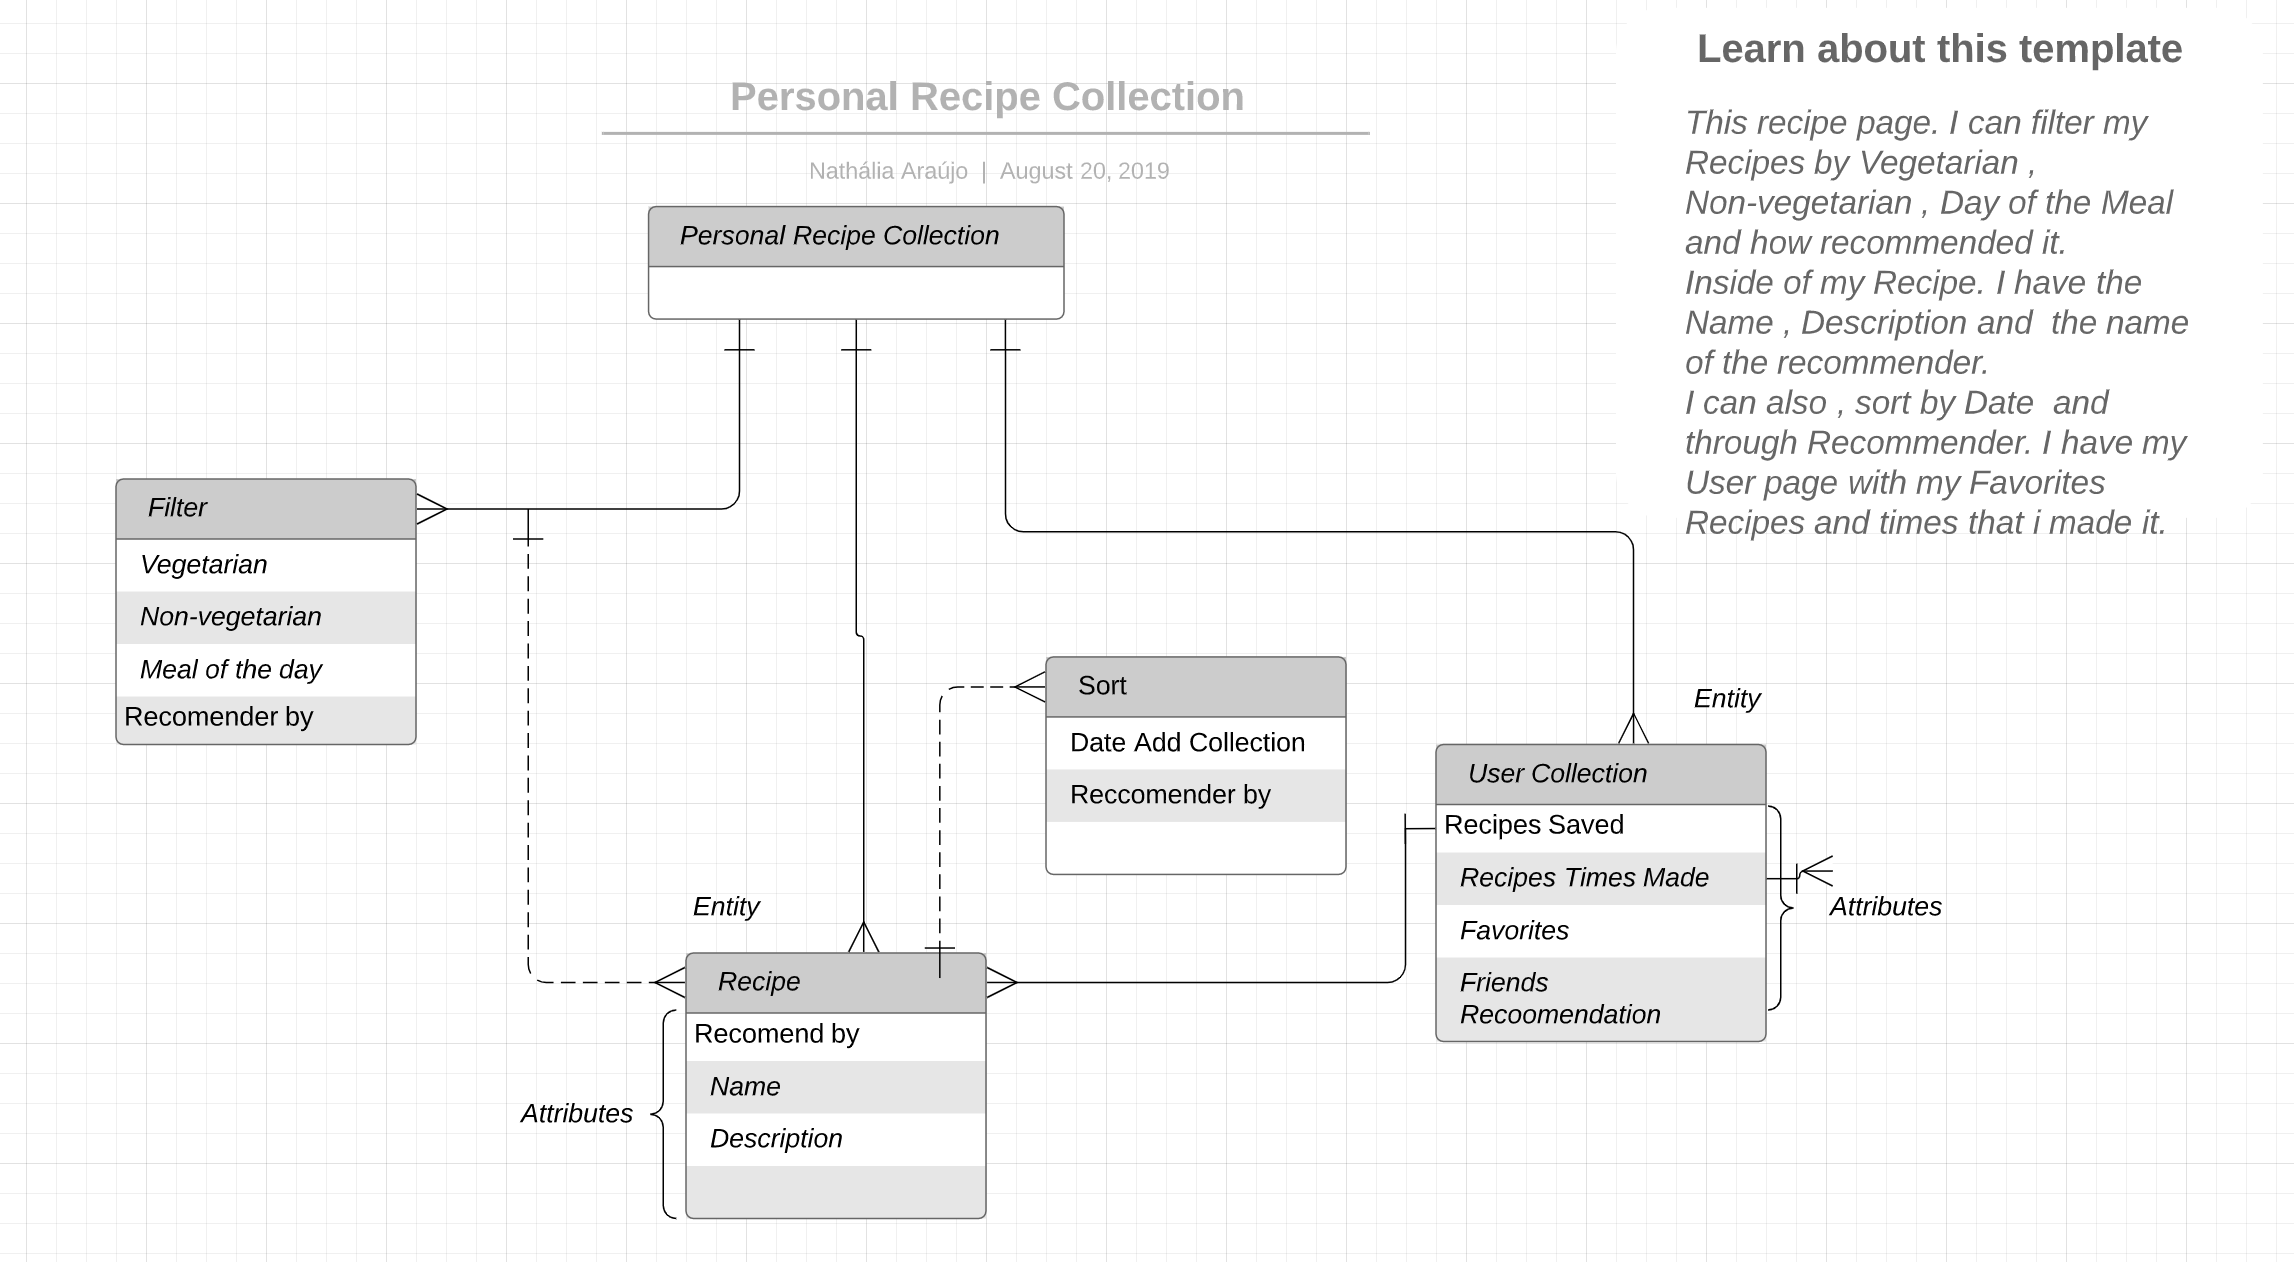 Personal Recipe Collection
Nathália Araújo | August 20, 2019
Learn about this template
This recipe page. I can filter my
Recipes by Vegetarian ,
Non-vegetarian , Day of the Meal
and how recommended it.
Inside of my Recipe. I have the
Name , Description and  the name
of the recommender.
I can also , sort by Date  and
through Recommender. I have my
User page with my Favorites
Recipes and times that i made it.
Personal Recipe Collection
Filter
Vegetarian
Non-vegetarian
Meal of the day
Recomender by
Sort
Date Add Collection
Reccomender by
Entity
User Collection
Recipes Saved
Recipes Times Made
Favorites
Friends
Recoomendation
Attributes
Entity
Recipe
Recomend by
Name
Description
Attributes